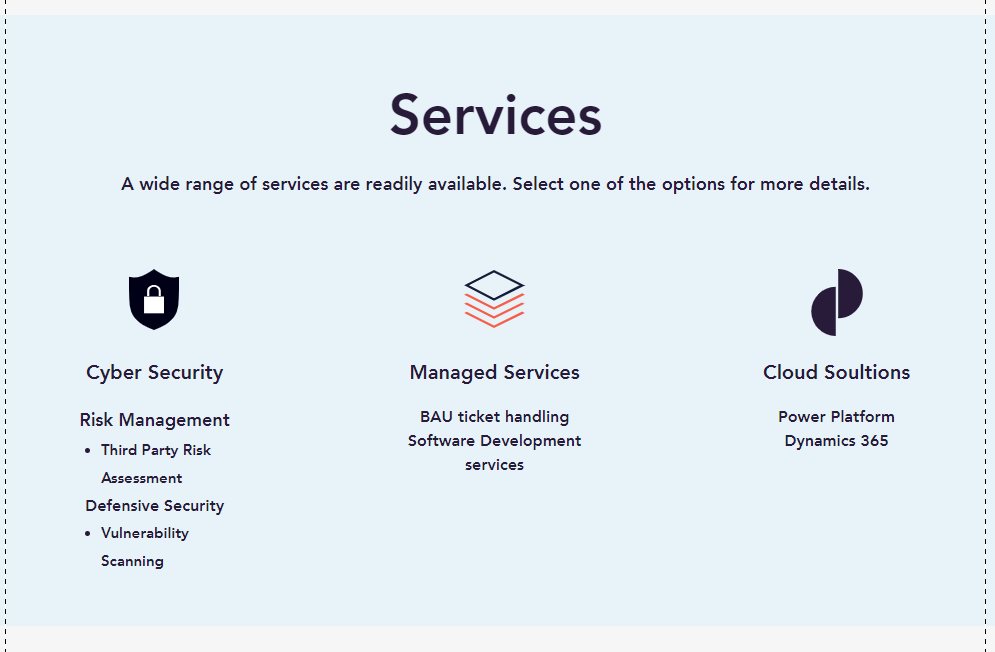 Services
A wide range of services are readily available. Select one of the options for more details.
Cyber Security
Risk Management
• Third Party Risk
Assessment
Defensive Security
• Vulnerability
Scanning
Managed Services
BAU ticket handling
Software Development
services
Cloud Soultions
Power Platform
Dynamics 365